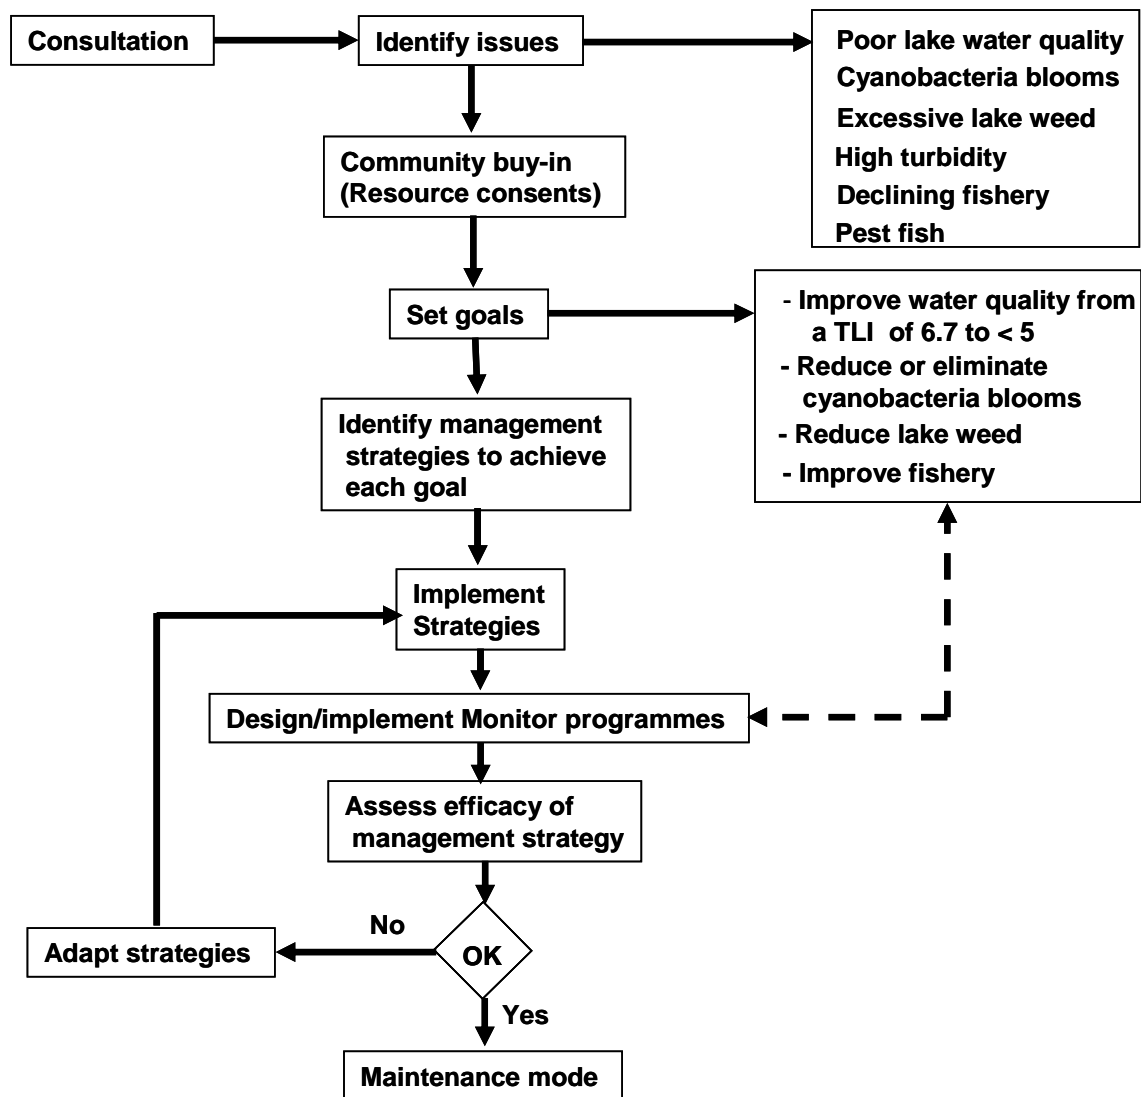 Consultation
Identify issues
Poor lake water quality
Cyanobacteria blooms
Excessive lake weed
High turbidity
Declining fishery
Pest fish
Community buy-in
(Resource consents)
Set goals
- Improve water quality from
a TLI of 6.7 to < 5
- Reduce or eliminate
cyanobacteria blooms
- Reduce lake weed
- Improve fishery
Identify management
strategies to achieve
each goal
Implement
Strategies
Design/implement Monitor programmes
Assess efficacy of
management strategy
No
Adapt strategies
OK
Yes
Maintenance mode